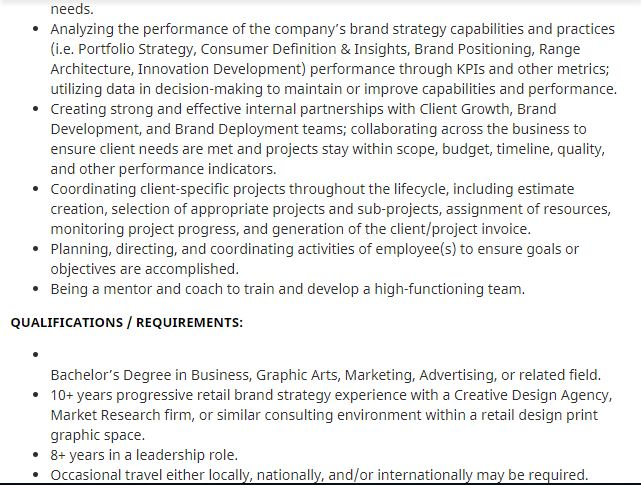 needs.
• Analyzing the performance of the company’s brand strategy capabilities and practices
(i.e. Portfolio Strategy, Consumer Definition & Insights, Brand Positioning, Range
Architecture, Innovation Development) performance through KPIs and other metrics;
utilizing data in decision-making to maintain or improve capabilities and performance.
• Creating strong and effective internal partnerships with Client Growth, Brand
Development, and Brand Deployment teams; collaborating across the business to
ensure client needs are met and projects stay within scope, budget, timeline, quality,
and other performance indicators.
• Coordinating client-specific projects throughout the lifecycle, including estimate
creation, selection of appropriate projects and sub-projects, assignment of resources,
monitoring project progress, and generation of the client/project invoice.
• Planning, directing, and coordinating activities of employee(s) to ensure goals or
objectives are accomplished.
• Being a mentor and coach to train and develop a high-functioning team.
QUALIFICATIONS / REQUIREMENTS:
•
Bachelor’s Degree in Business, Graphic Arts, Marketing, Advertising, or related field.
• 10+ years progressive retail brand strategy experience with a Creative Design Agency,
Market Research firm, or similar consulting environment within a retail design print
graphic space.
• 8+ years in a leadership role.
• Occasional travel either locally, nationally, and/or internationally may be required.